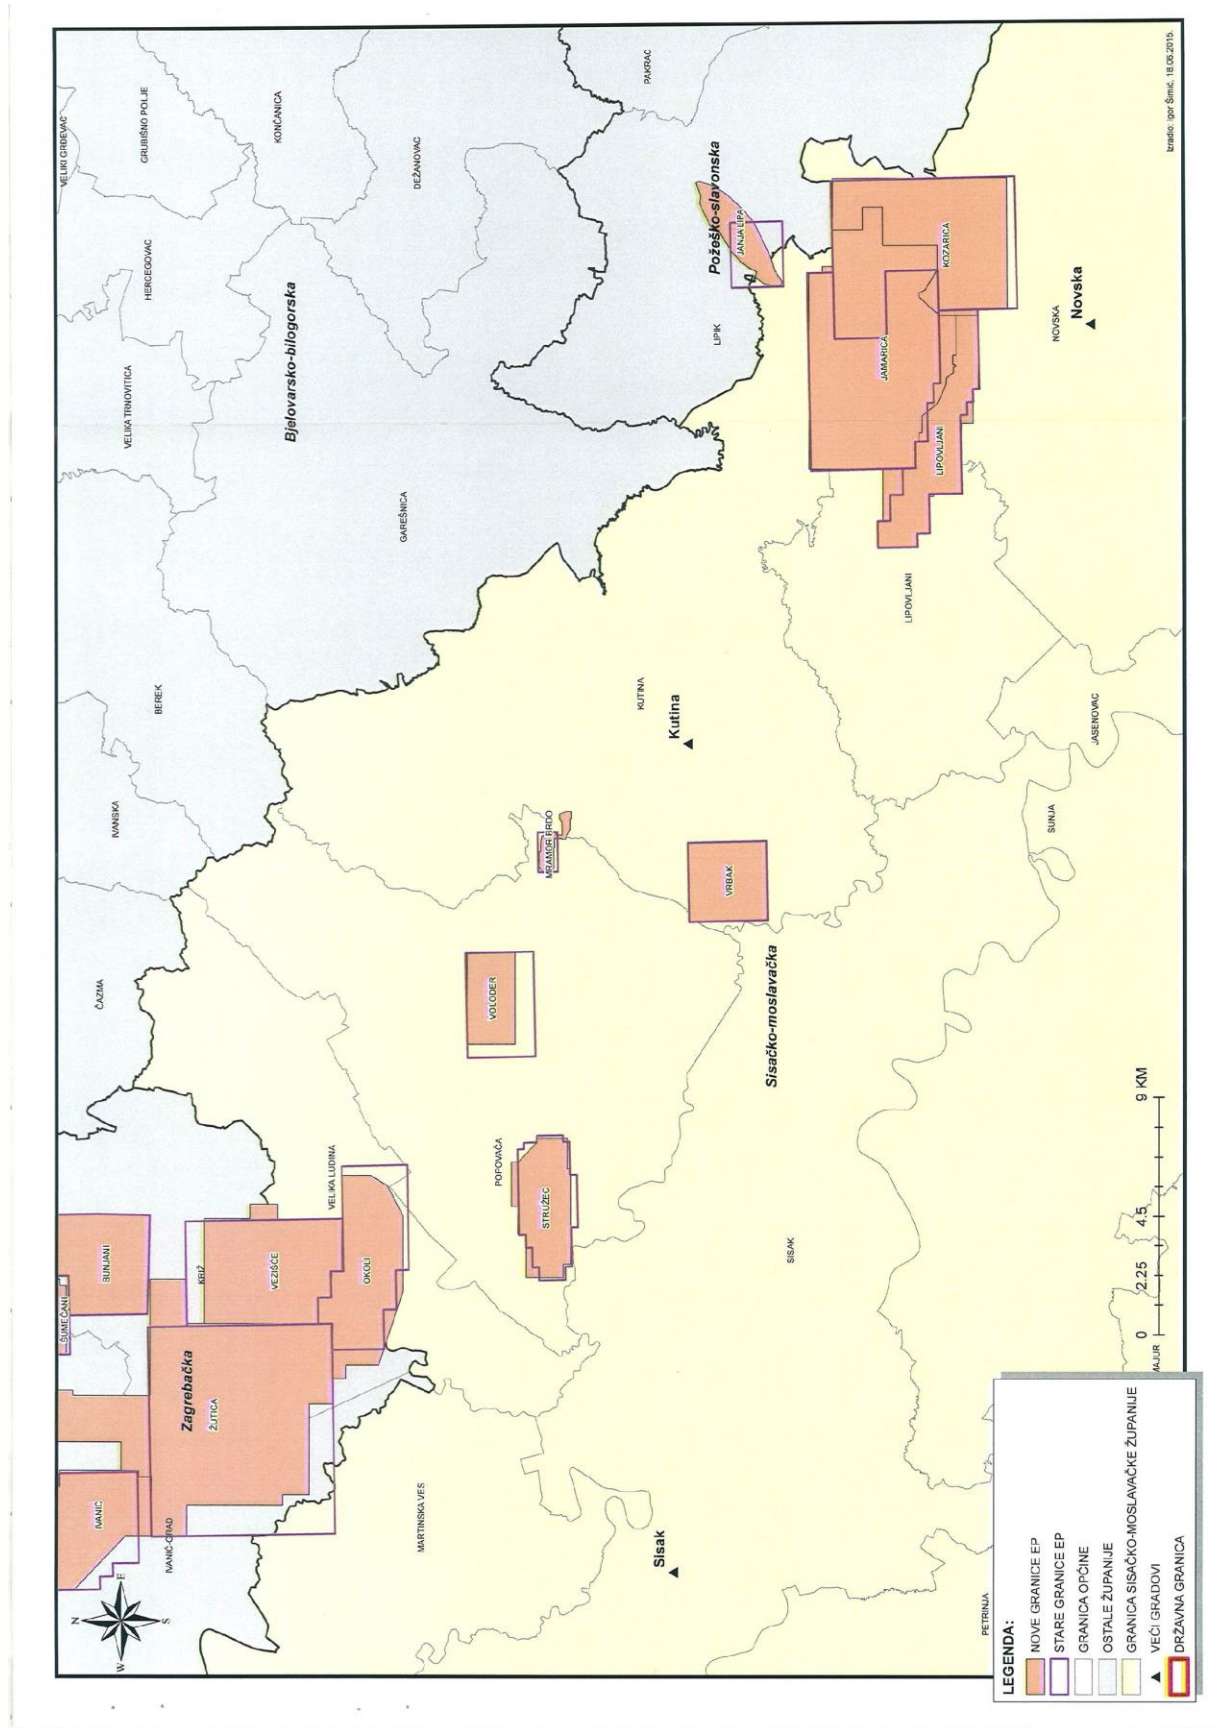 VELIKI GRĐEVAC
GRUBIŠNO POLJE
KONČANICA
DEŽANOVAC
PAKRAC
HERCEGOVAC
Bjelovarsko-bilogorska
Požeško-slavonska
JANJA LIPA
LIPIK
VELIKA TRNOVITICA
GAREŠNICA
BEREK
IVANSKA
ČAZMA
KOZARICA
JAMARICA
LIPOVLJANI
NOVSKA
Novska
LIPOVLJANI
KUTINA
Kutina
JASENOVAC
SUNJA
MRAMOR BRDO
VRBAK
VOLODER
Sisačko-moslavačka
POPOVAČA
STRUŽEC
SISAK
VELIKA LUDINA
BUNJANI
ŠUMEĆANI
KRIŽ
VEZIŠĆE
OKOLI
Zagrebačka
ŽUTICA
IVANIĆ
IVANIĆ-GRAD
MARTINSKA VES
Sisak
PETRINJA
MAJUR
N
E
S
W
0 2.25 4.5 9 KM
LEGENDA:
NOVE GRANICE EP
STARE GRANICE EP
GRANICA OPĆINE
OSTALE ŽUPANIJE
GRANICA SISAČKO-MOSLAVAČKE ŽUPANIJE
VEĆI GRADOVI
DRŽAVNA GRANICA
Izradio: Igor Šimić, 18.05.2015.